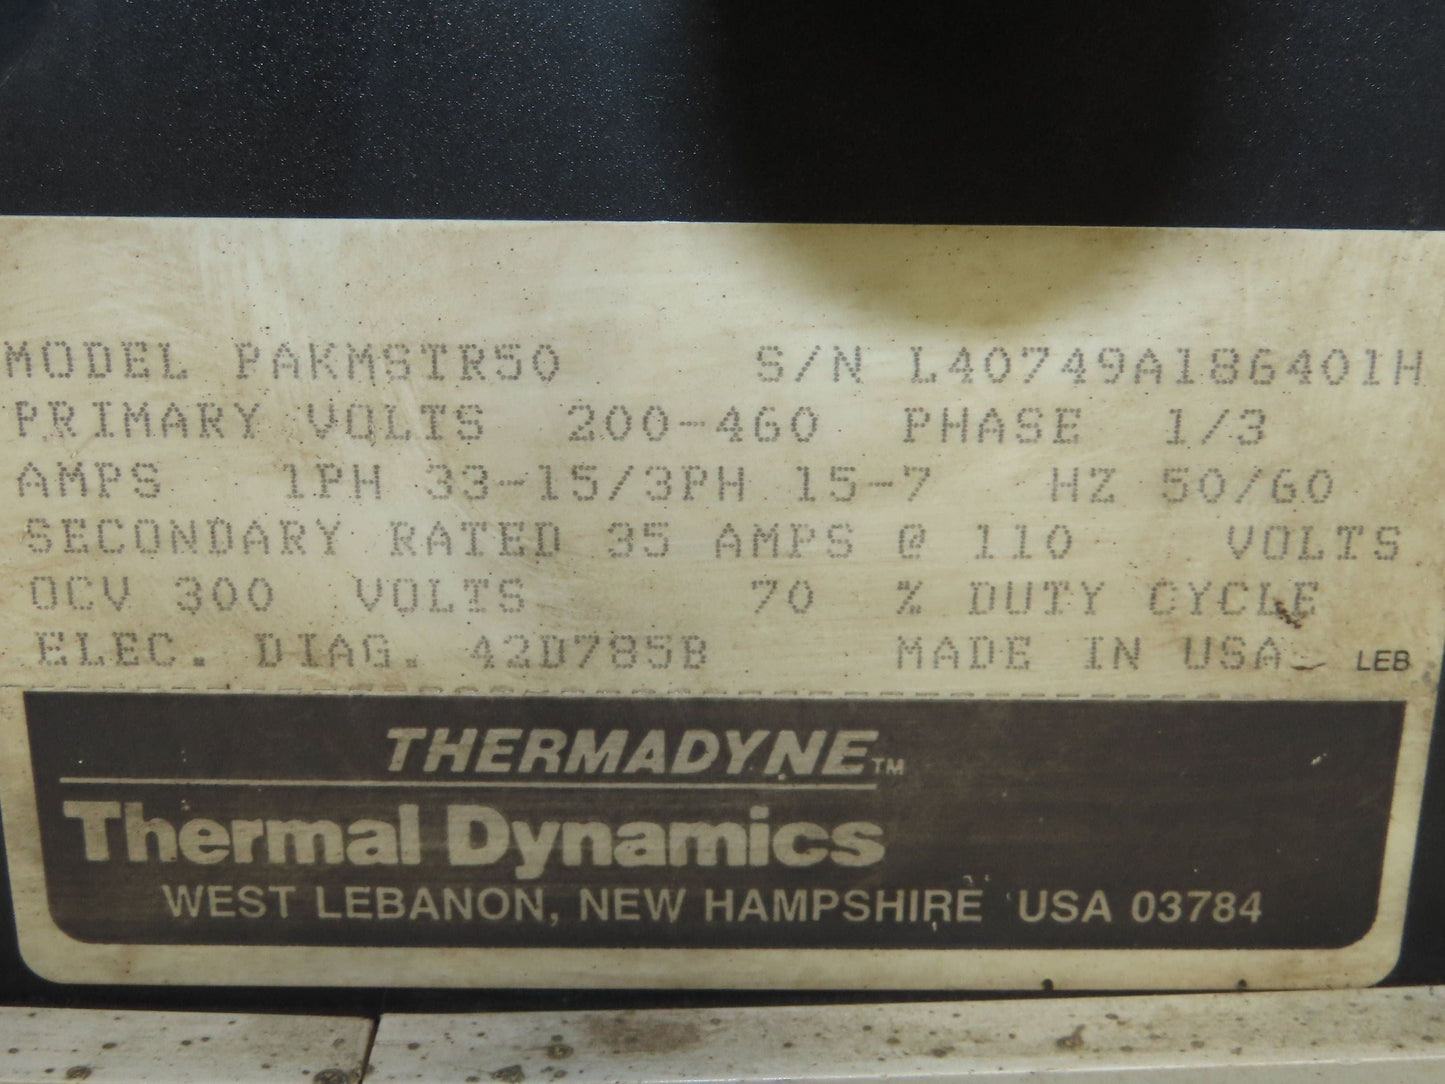 MODEL PAKMSTR50 S/N L40749A186401H
PRIMARY VOLTS 200-460 PHASE 1/3
AMPS 1PH 33-15/3PH 15-7 HZ 50/60
SECONDARY RATED 35 AMPS @ 110 VOLTS
OCV 300 VOLTS 70 % DUTY CYCLE
ELEC. DIAG. 42D785B MADE IN USA LEB
THERMADYNE™
Thermal Dynamics
WEST LEBANON, NEW HAMPSHIRE USA 03784